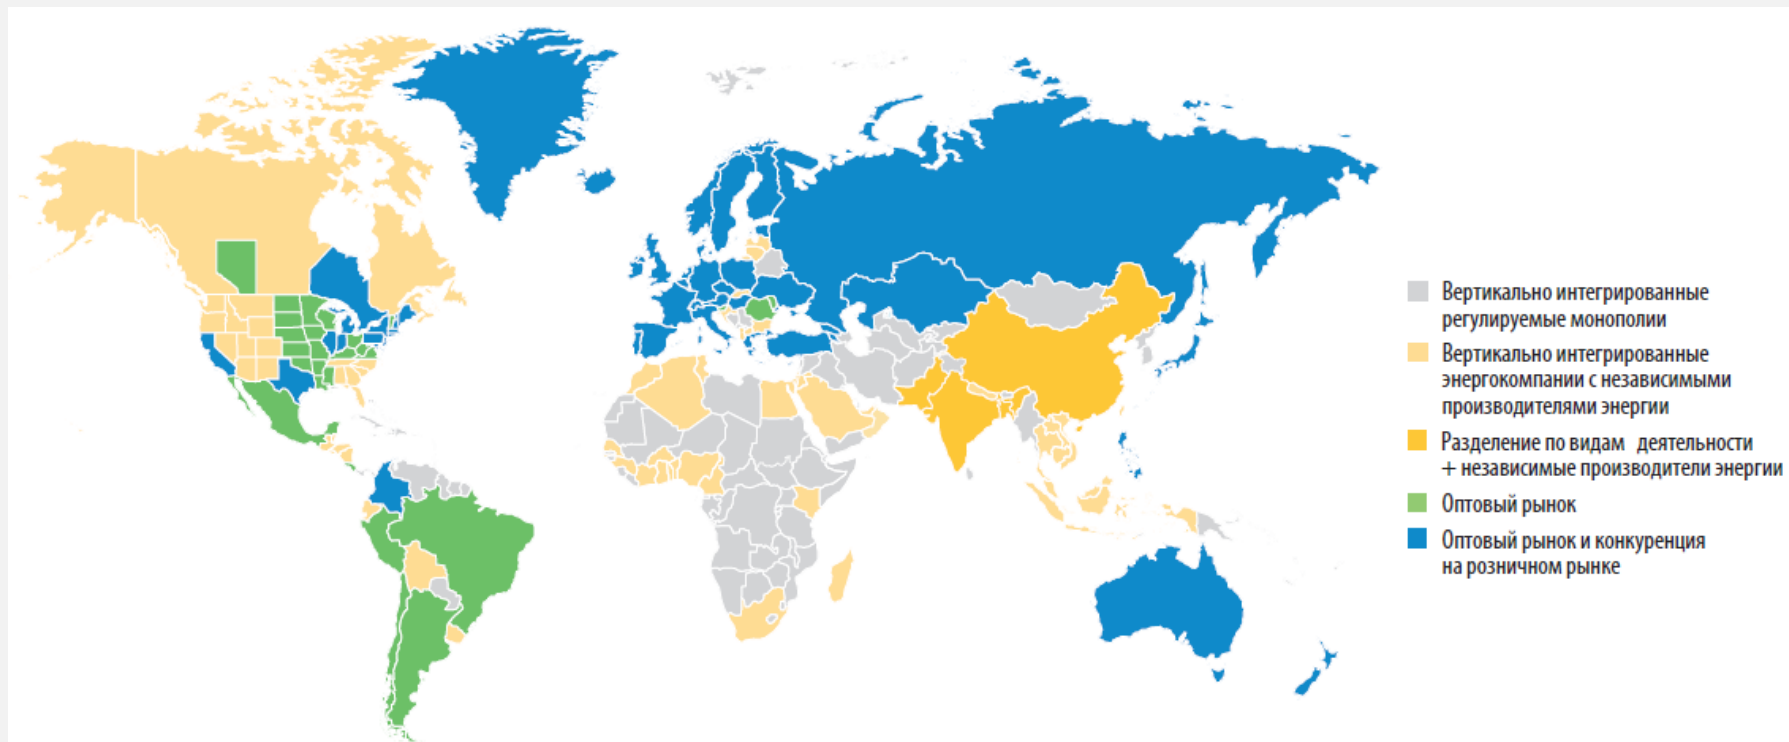 Вертикально интегрированные
регулируемые монополии
Вертикально интегрированные
энергокомпании с независимыми
производителями энергии
Разделение по видам деятельности
+ независимые производители энергии
Оптовый рынок
Оптовый рынок и конкуренция
на розничном рынке